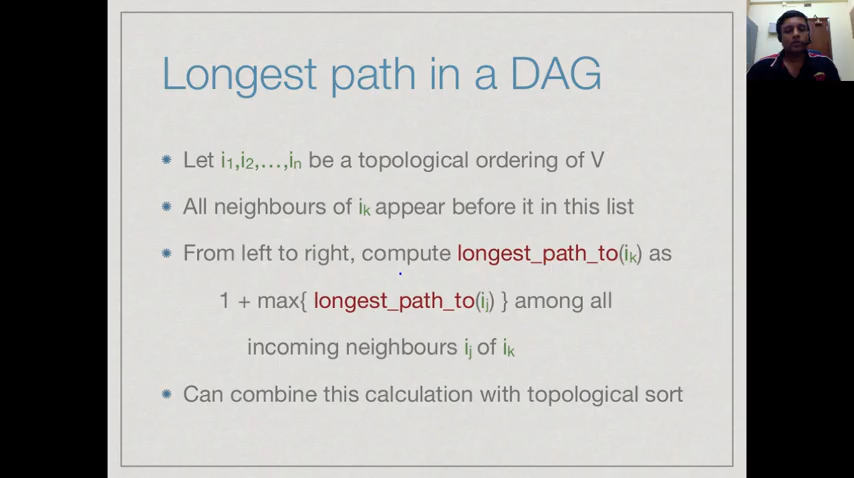 Longest path in a DAG
Let i1,i2,…,in be a topological ordering of V
All neighbours of ik appear before it in this list
From left to right, compute longest_path_to(ik) as
1 + max{ longest_path_to(ij) } among all
incoming neighbours ij of ik
Can combine this calculation with topological sort